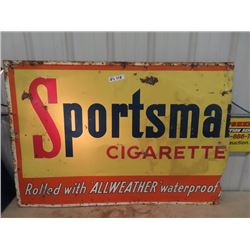 Sportsma
CIGARETTE
Rolled with ALLWEATHER waterproof